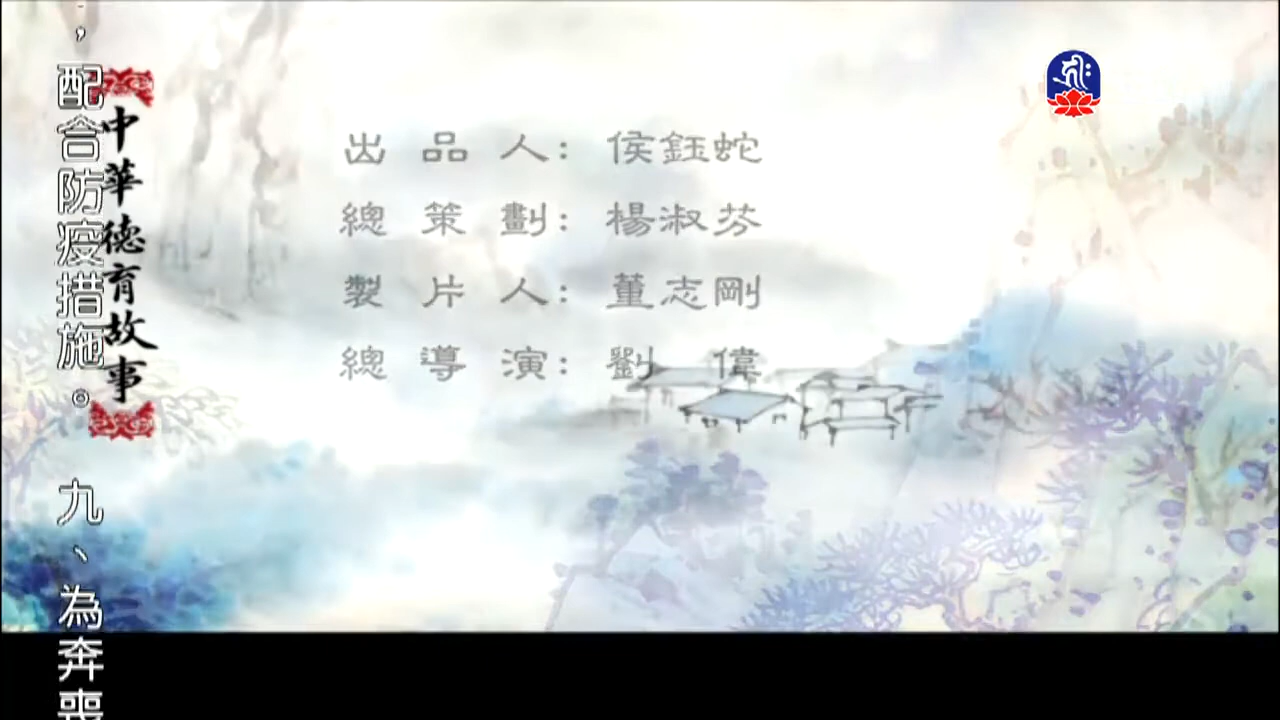 ，配合防疫措施。 九、為奔喪
中華德育故事
出品人：侯鈺蛇
總策劃：楊淑芬
製片人：董志剛
總導演：劉偉